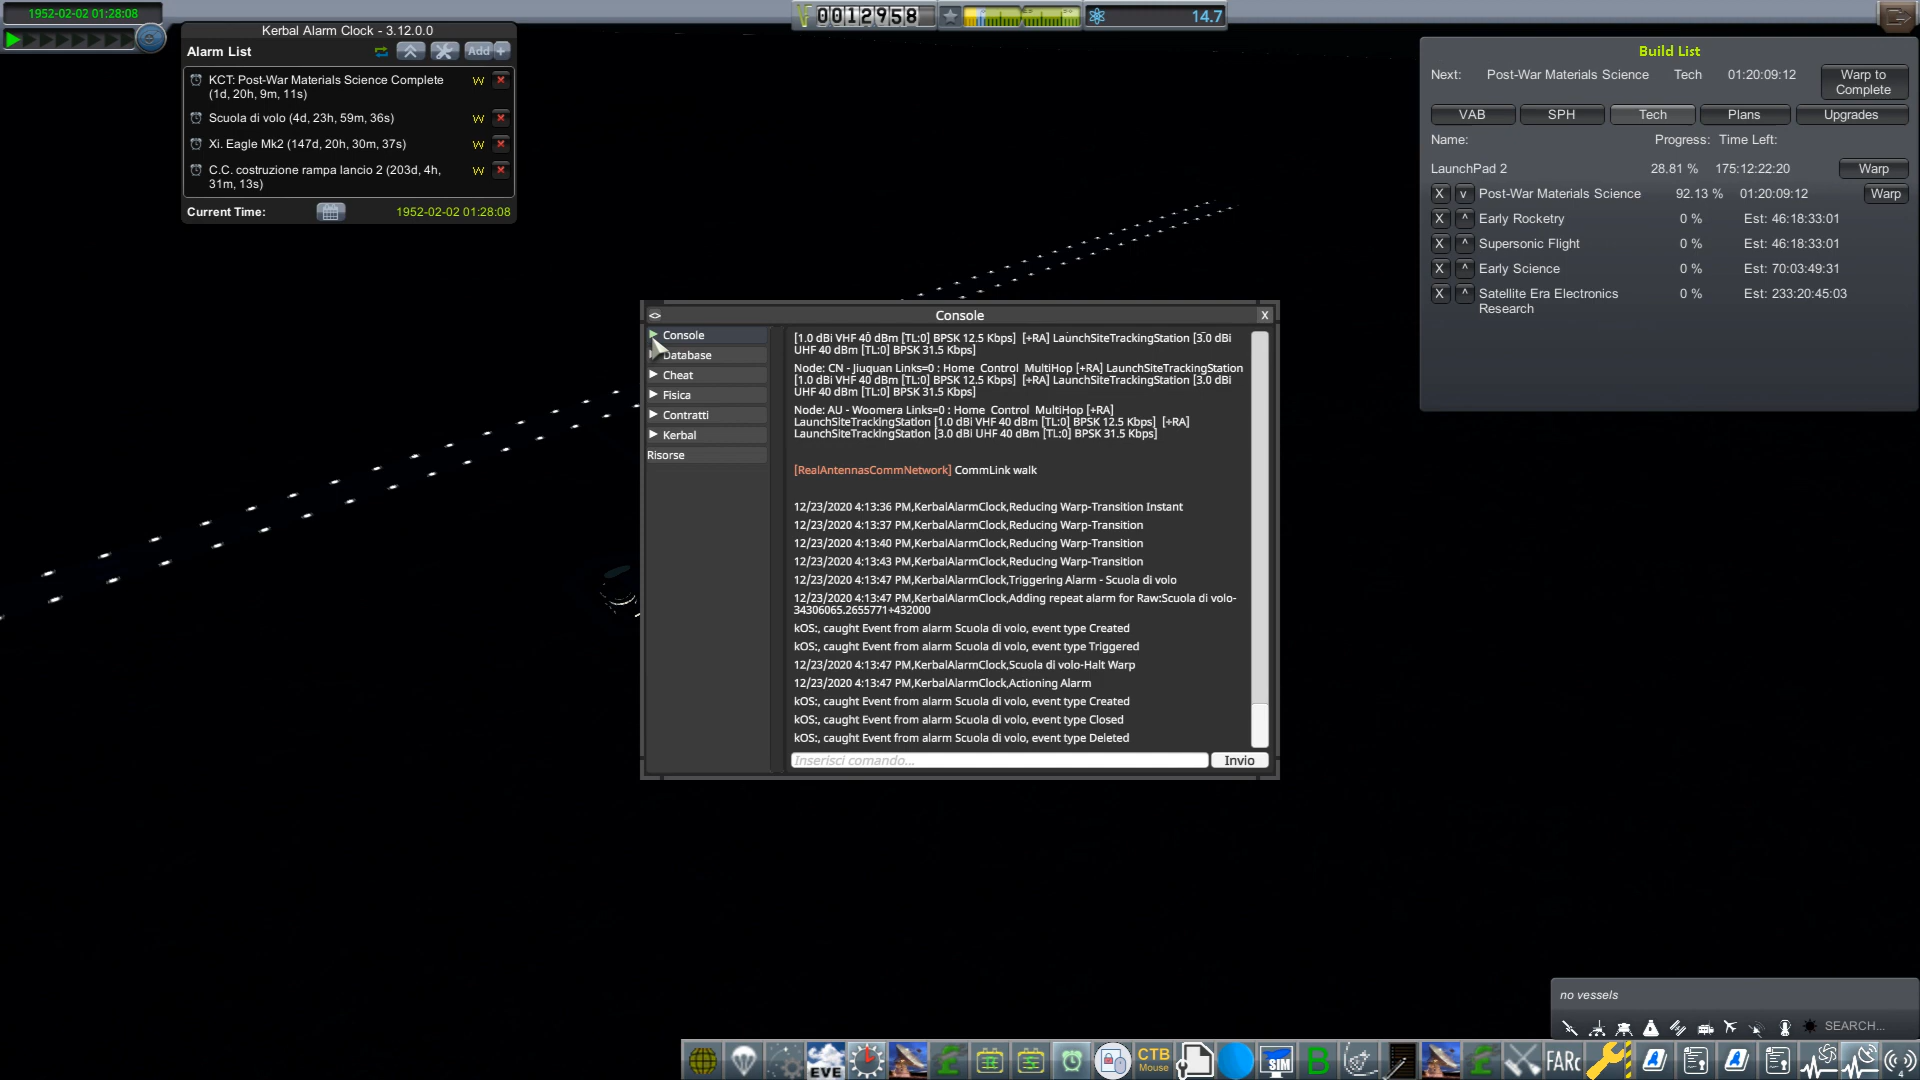 1952-02-02 01:28:08
Kerbal Alarm Clock - 3.12.0.0
Alarm List
Add +
KCT: Post-War Materials Science Complete
(1d, 20h, 9m, 11s)
W
Scuola di volo (4d, 23h, 59m, 36s)
W
Xi. Eagle Mk2 (147d, 20h, 30m, 37s)
W
C.C. costruzione rampa lancio 2 (203d, 4h,
31m, 13s)
W
Current Time:
1952-02-02 01:28:08
0012958
14.7
Build List
Next: Post-War Materials Science Tech 01:20:09:12
Warp to
Complete
VAB SPH Tech Plans Upgrades
Name: Progress: Time Left:
LaunchPad 2 28.81 % 175:12:22:20 Warp
X v Post-War Materials Science 92.13 % 01:20:09:12 Warp
X ^ Early Rocketry 0 % Est: 46:18:33:01
X ^ Supersonic Flight 0 % Est: 46:18:33:01
X ^ Early Science 0 % Est: 70:03:49:31
X ^ Satellite Era Electronics 0 % Est: 233:20:45:03
Research
<> Console X
Console
Database
Cheat
Fisica
Contratti
Kerbal
Risorse
[1.0 dBi VHF 40 dBm [TL:0] BPSK 12.5 Kbps] [+RA] LaunchSiteTrackingStation [3.0 dBi
UHF 40 dBm [TL:0] BPSK 31.5 Kbps]
Node: CN - Jiuquan Links=0 : Home Control MultiHop [+RA] LaunchSiteTrackingStation
[1.0 dBi VHF 40 dBm [TL:0] BPSK 12.5 Kbps] [+RA] LaunchSiteTrackingStation [3.0 dBi
UHF 40 dBm [TL:0] BPSK 31.5 Kbps]
Node: AU - Woomera Links=0 : Home Control MultiHop [+RA]
LaunchSiteTrackingStation [1.0 dBi VHF 40 dBm [TL:0] BPSK 12.5 Kbps] [+RA]
LaunchSiteTrackingStation [3.0 dBi UHF 40 dBm [TL:0] BPSK 31.5 Kbps]
[RealAntennasCommNetwork] CommLink walk
12/23/2020 4:13:36 PM,KerbalAlarmClock,Reducing Warp-Transition Instant
12/23/2020 4:13:37 PM,KerbalAlarmClock,Reducing Warp-Transition
12/23/2020 4:13:40 PM,KerbalAlarmClock,Reducing Warp-Transition
12/23/2020 4:13:43 PM,KerbalAlarmClock,Reducing Warp-Transition
12/23/2020 4:13:47 PM,KerbalAlarmClock,Triggering Alarm - Scuola di volo
12/23/2020 4:13:47 PM,KerbalAlarmClock,Adding repeat alarm for Raw:Scuola di volo-
34306065.2655771+432000
kOS:, caught Event from alarm Scuola di volo, event type Created
kOS:, caught Event from alarm Scuola di volo, event type Triggered
12/23/2020 4:13:47 PM,KerbalAlarmClock,Scuola di volo-Halt Warp
12/23/2020 4:13:47 PM,KerbalAlarmClock,Actioning Alarm
kOS:, caught Event from alarm Scuola di volo, event type Created
kOS:, caught Event from alarm Scuola di volo, event type Closed
kOS:, caught Event from alarm Scuola di volo, event type Deleted
Inserisci comando... Invio
no vessels
SEARCH...
EVE
CTB
Mouse
SIM
B
FARc
A
A
4